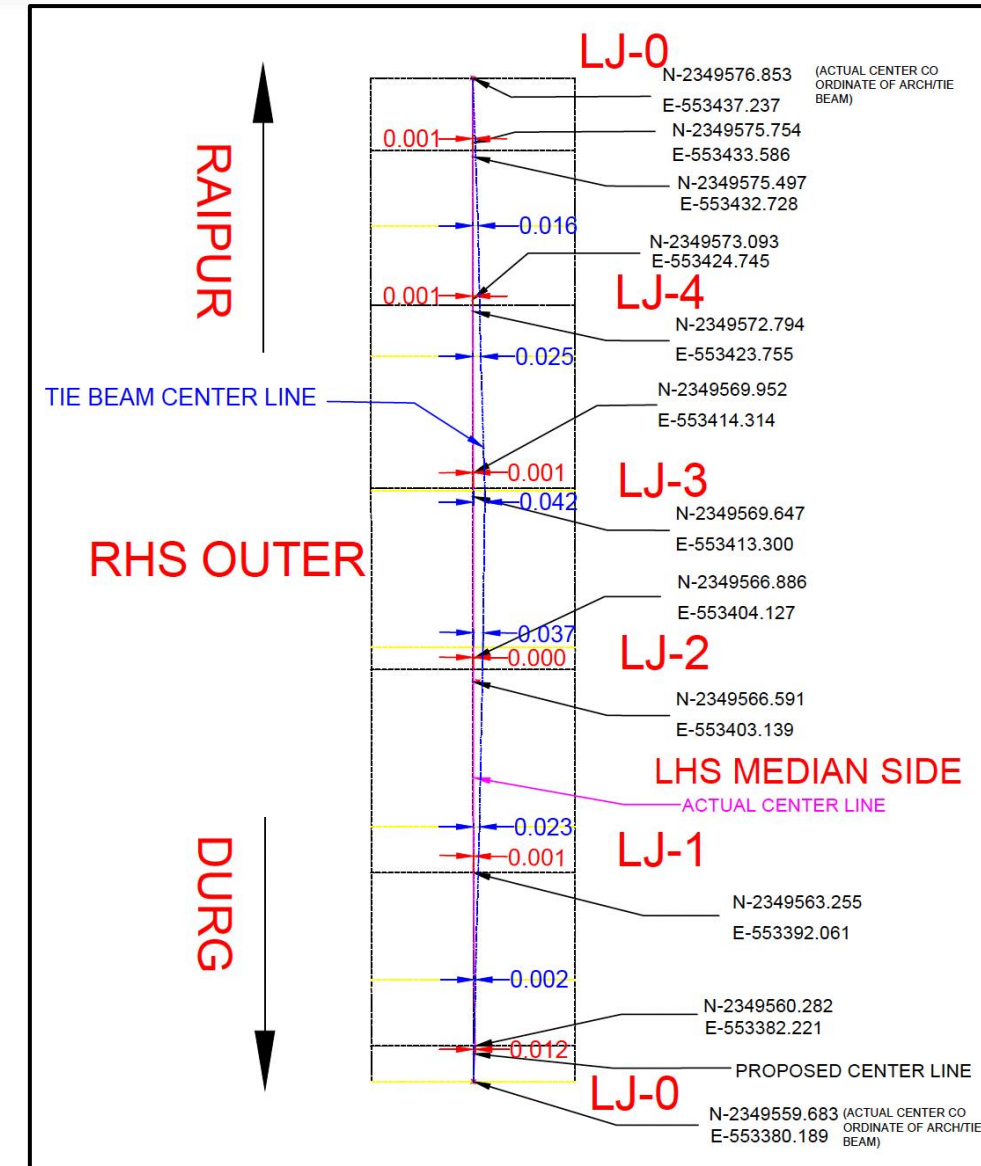 LJ-0
N-2349576.853
(ACTUAL CENTER CO
ORDINATE OF ARCH/TIE
BEAM)
E-553437.237
N-2349575.754
0.001
E-553433.586
N-2349575.497
E-553432.728
RAIPUR
0.016
N-2349573.093
E-553424.745
0.001
LJ-4
N-2349572.794
0.025
E-553423.755
N-2349569.952
TIE BEAM CENTER LINE
E-553414.314
0.001
LJ-3
0.042
N-2349569.647
E-553413.300
RHS OUTER
N-2349566.886
E-553404.127
0.037
0.000
LJ-2
N-2349566.591
E-553403.139
LHS MEDIAN SIDE
ACTUAL CENTER LINE
0.023
0.001
LJ-1
DURG
N-2349563.255
E-553392.061
0.002
N-2349560.282
E-553382.221
0.012
PROPOSED CENTER LINE
LJ-0
N-2349559.683
(ACTUAL CENTER CO
ORDINATE OF ARCH/TIE
BEAM)
E-553380.189